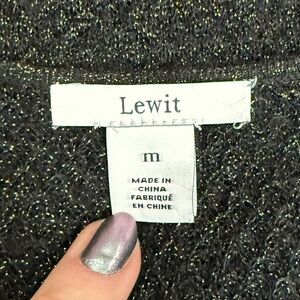 Lewit
m
MADE IN
CHINA
FABRIQUÉ
EN CHINE